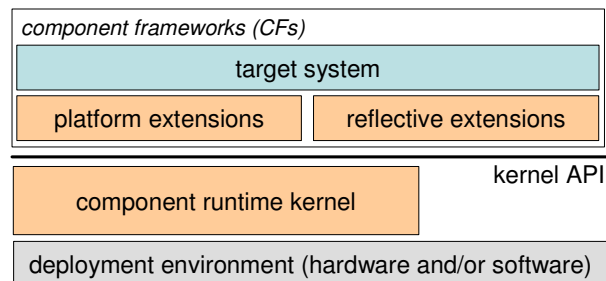 component frameworks (CFs)
target system
platform extensions
reflective extensions
kernel API
component runtime kernel
deployment environment (hardware and/or software)